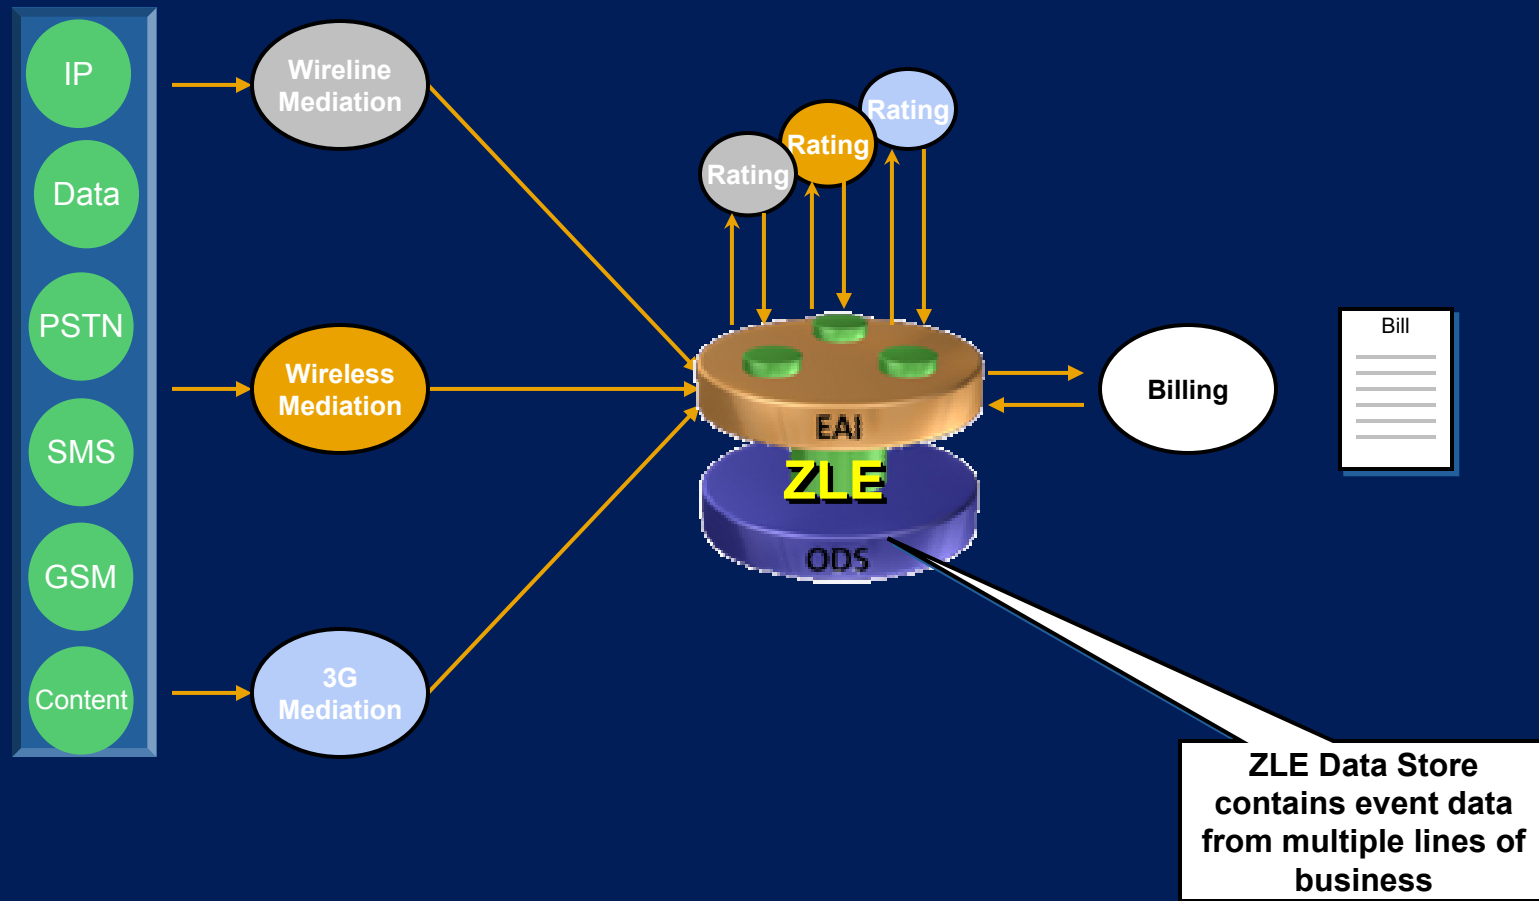 IP
Data
PSTN
SMS
GSM
Content
Wireline
Mediation
Wireless
Mediation
3G
Mediation
Rating
Rating
Rating
EAI
ZLE
ODS
Billing
Bill
ZLE Data Store
contains event data
from multiple lines of
business